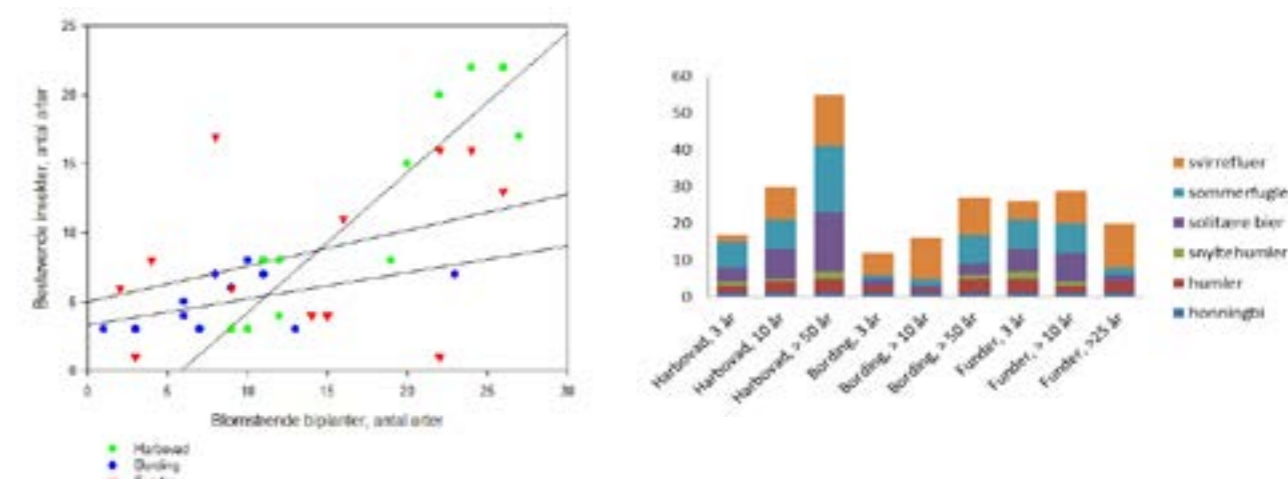 25
20
15
10
5
0
0
5
10
15
20
25
30
Bestøvende insekter, antal arter
Blomstrende biplanter, antal arter
Harbovad
Bording
60
50
40
30
20
10
0
Harbovad, 3 år
Harbovad, 10 år
Harbovad, > 50 år
Bording, 3 år
Bording, > 10 år
Bording, > 50 år
Funder, 3 år
Funder, > 10 år
Funder, >25 år
svirrefluer
sommerfugle
solitære bier
snyltehumler
humler
honningbi